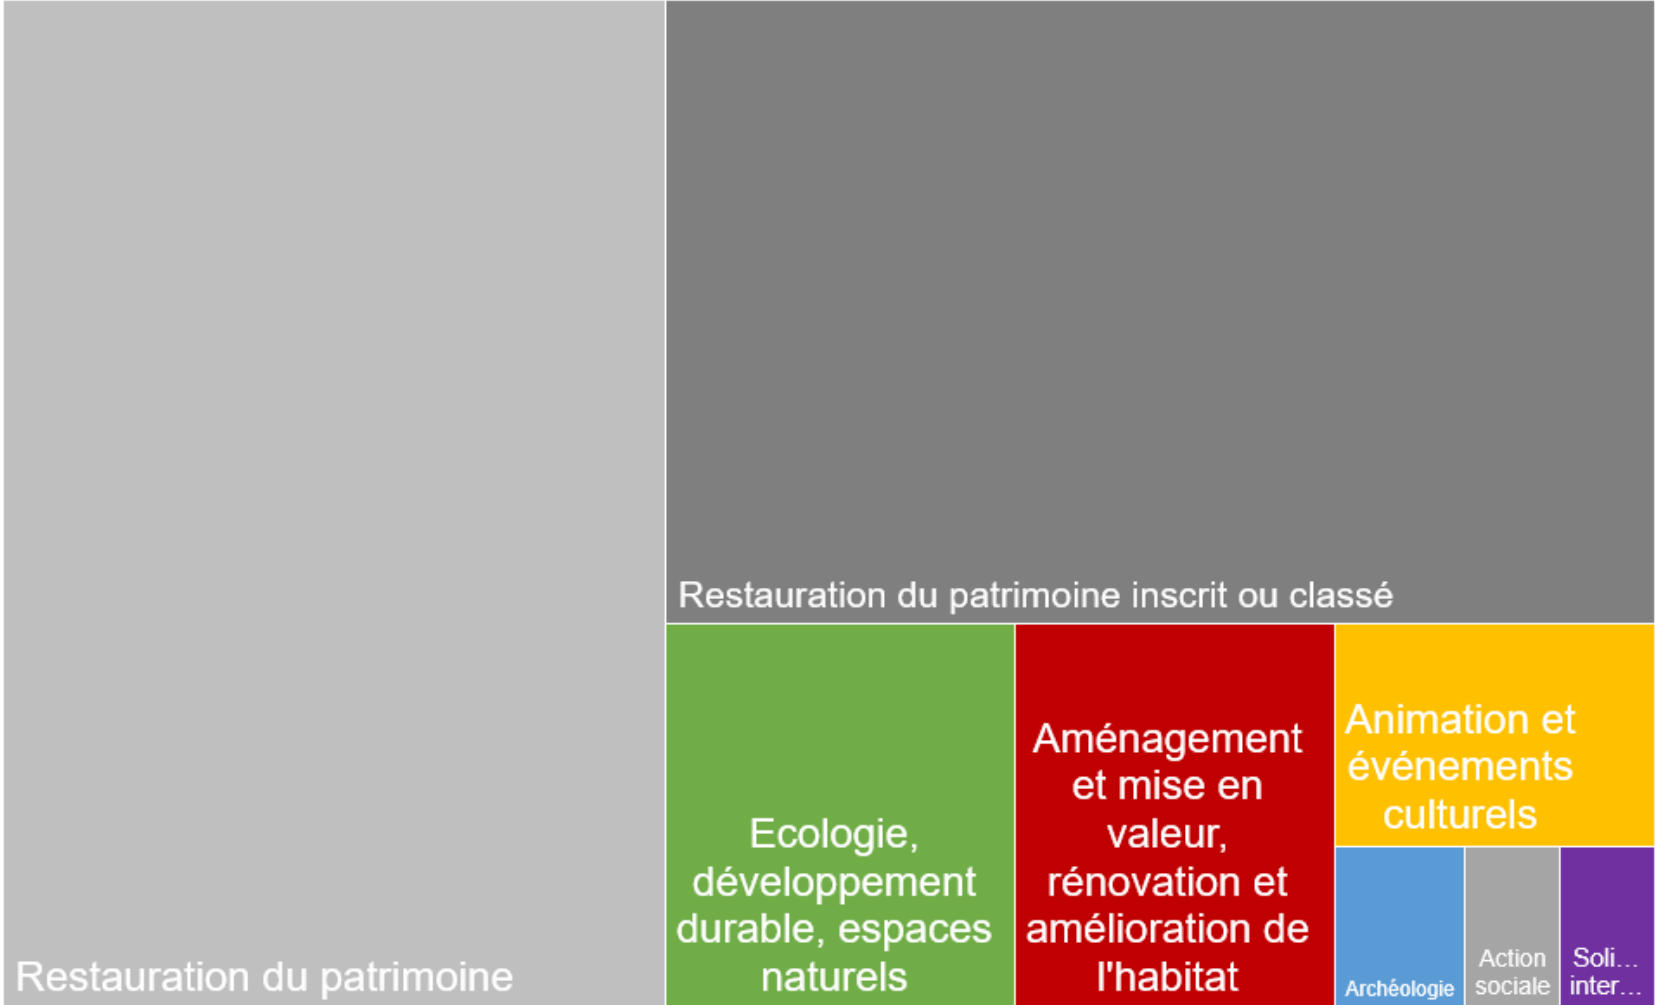 Restauration du patrimoine
Restauration du patrimoine inscrit ou classé
Ecologie,
développement
durable, espaces
naturels
Aménagement
et mise en
valeur,
rénovation et
amélioration de
l'habitat
Animation et
événements
culturels
Archéologie
Action
sociale
Soli...
inter...